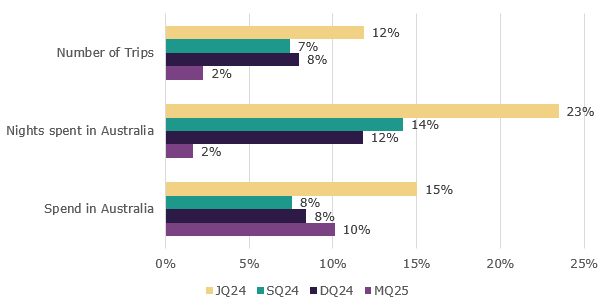 Number of Trips
12%
7%
8%
2%
Nights spent in Australia
23%
14%
12%
2%
Spend in Australia
15%
8%
8%
10%
0% 5% 10% 15% 20% 25%
JQ24 SQ24 DQ24 MQ25